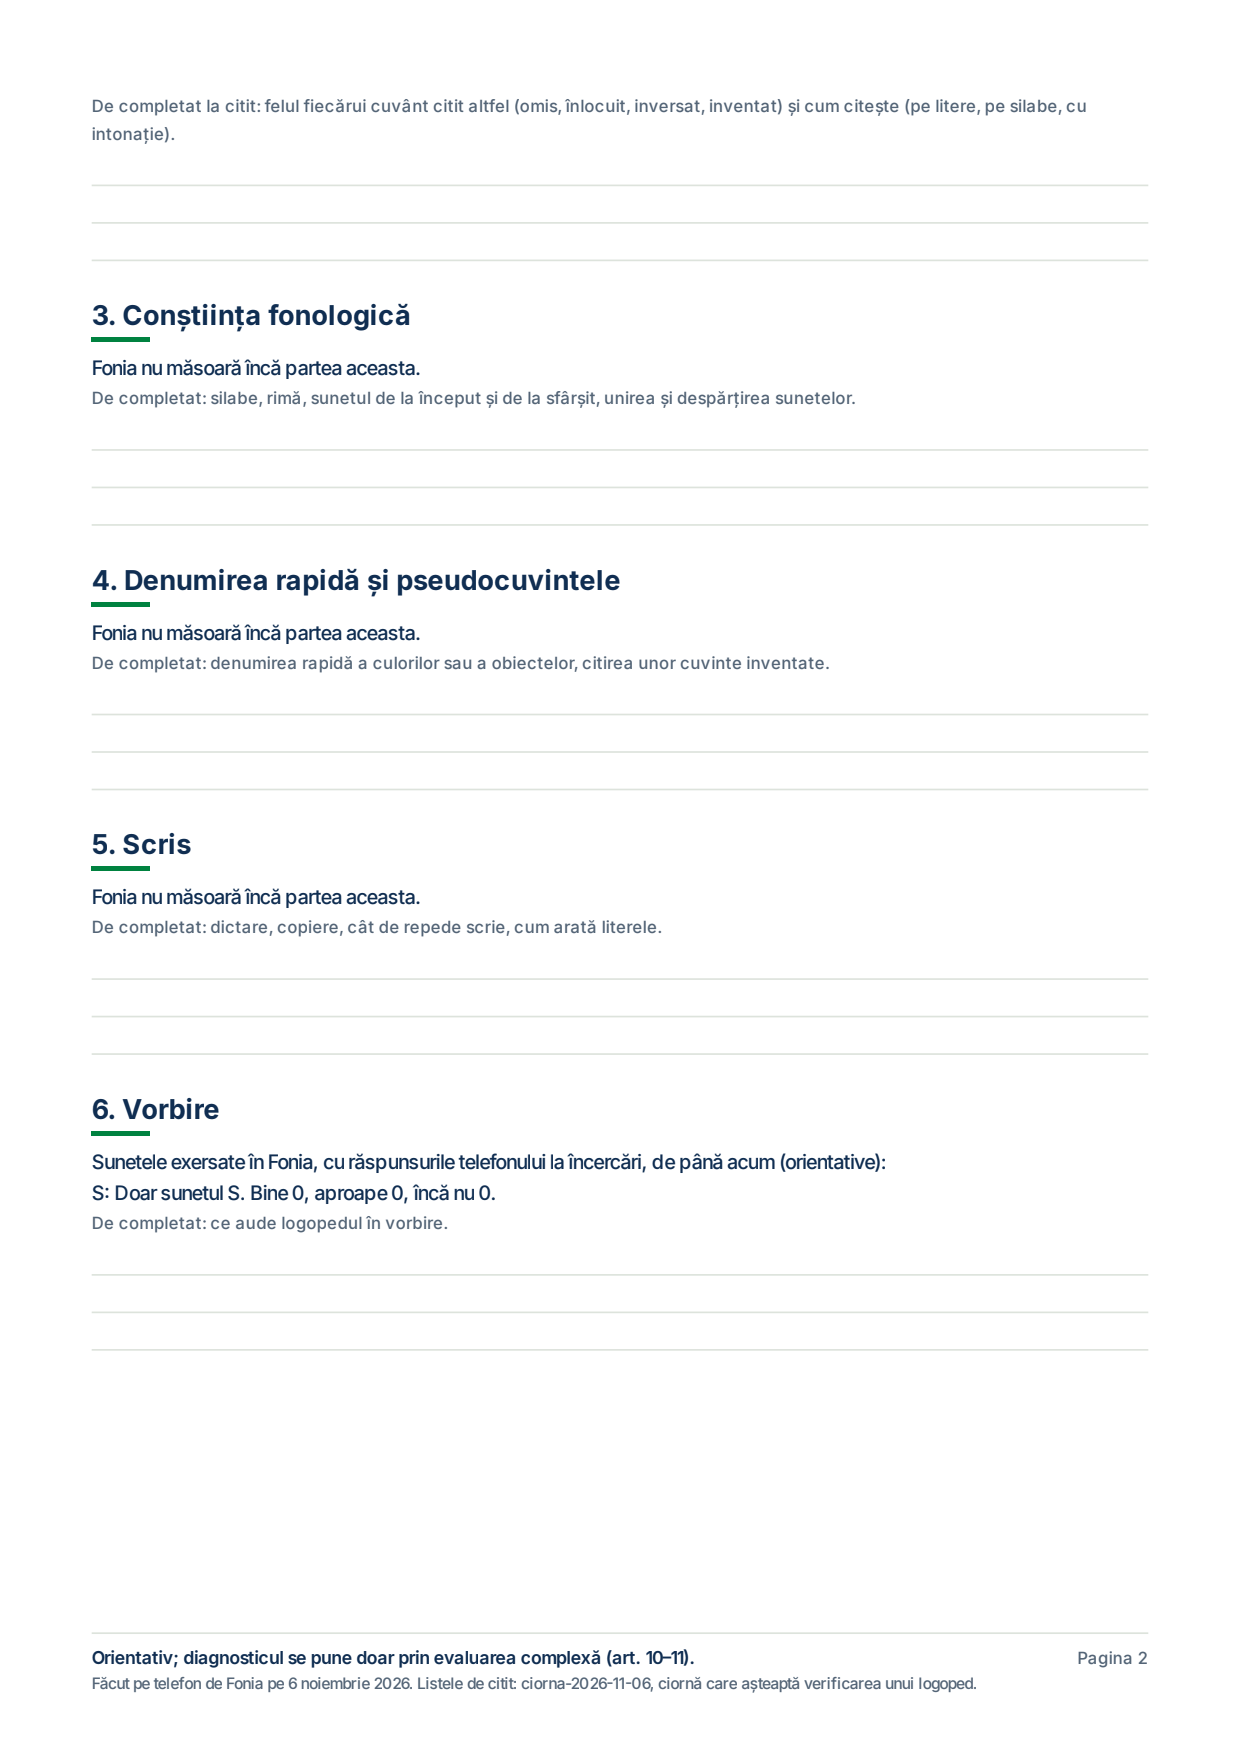 De completat la citit: felul fiecărui cuvânt citit altfel (omis, înlocuit, inversat, inventat) și cum citește (pe litere, pe silabe, cu
intonație).
3. Conștiința fonologică
Fonia nu măsoară încă partea aceasta.
De completat: silabe, rimă, sunetul de la început și de la sfârșit, unirea și despărțirea sunetelor.
4. Denumirea rapidă și pseudocuvintele
Fonia nu măsoară încă partea aceasta.
De completat: denumirea rapidă a culorilor sau a obiectelor, citirea unor cuvinte inventate.
5. Scris
Fonia nu măsoară încă partea aceasta.
De completat: dictare, copiere, cât de repede scrie, cum arată literele.
6. Vorbire
Sunetele exersate în Fonia, cu răspunsurile telefonului la încercări, de până acum (orientative):
S: Doar sunetul S. Bine 0, aproape 0, încă nu 0.
De completat: ce aude logopedul în vorbire.
Orientativ; diagnosticul se pune doar prin evaluarea complexă (art. 10–11).
Pagina 2
Făcut pe telefon de Fonia pe 6 noiembrie 2026. Listele de citit: ciorna-2026-11-06, ciornă care așteaptă verificarea unui logoped.